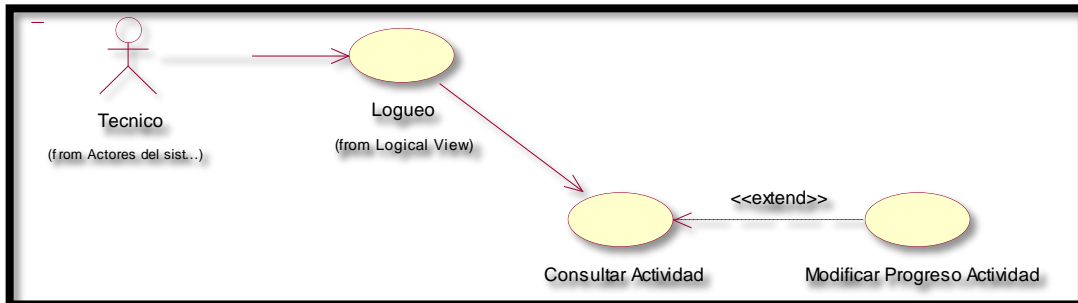 Tecnico
(from Actores del sist...)
Logueo
(from Logical View)
<<extend>>
Consultar Actividad
Modificar Progreso Actividad